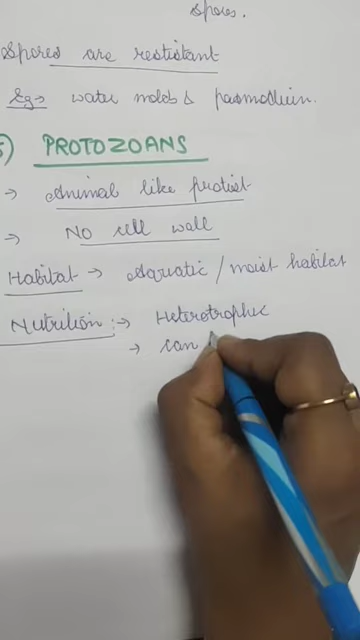 spores.
Spores are resistant
Eg → water molds & plasmodium.
5) PROTOZOANS
→ Animal like protist
→ No cell wall
Habitat → Aquatic / moist habitat
Nutrition : → Heterotrophic
→ can